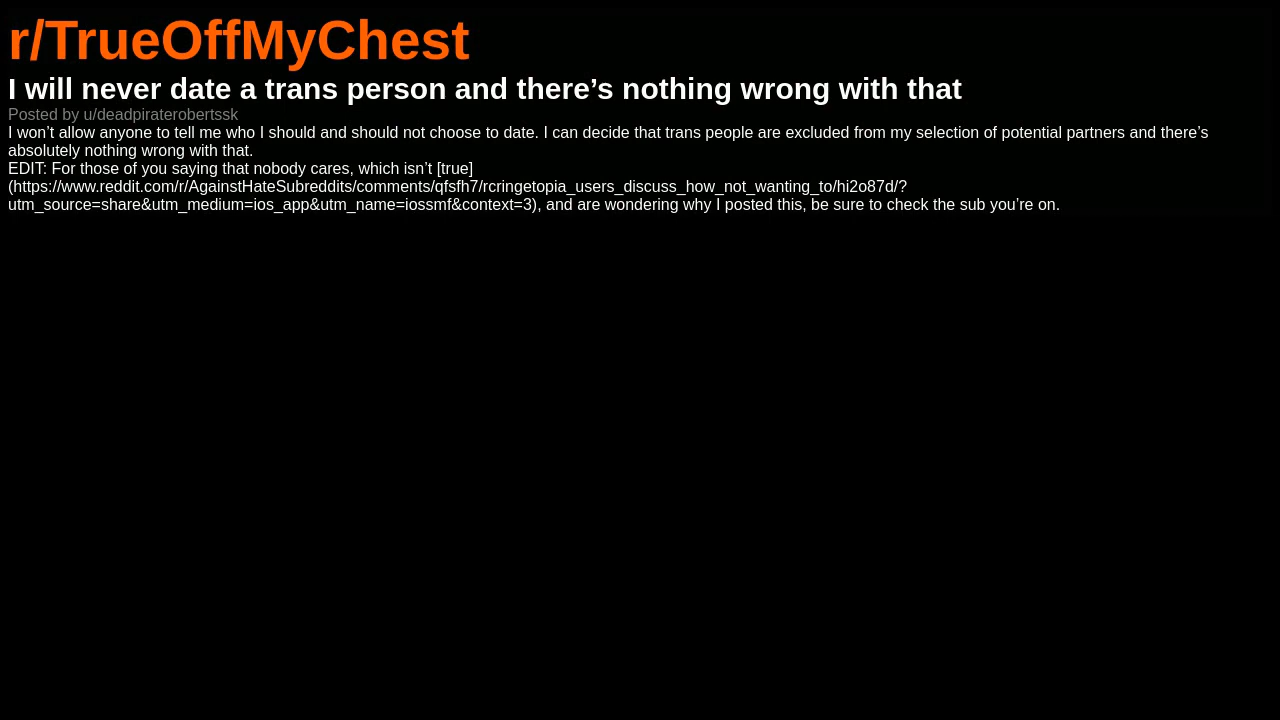 r/TrueOffMyChest
I will never date a trans person and there’s nothing wrong with that
Posted by u/deadpiraterobertssk
I won’t allow anyone to tell me who I should and should not choose to date. I can decide that trans people are excluded from my selection of potential partners and there’s
absolutely nothing wrong with that.
EDIT: For those of you saying that nobody cares, which isn’t [true]
(https://www.reddit.com/r/AgainstHateSubreddits/comments/qfsfh7/rcringetopia_users_discuss_how_not_wanting_to/hi2o87d/?
utm_source=share&utm_medium=ios_app&utm_name=iossmf&context=3), and are wondering why I posted this, be sure to check the sub you’re on.